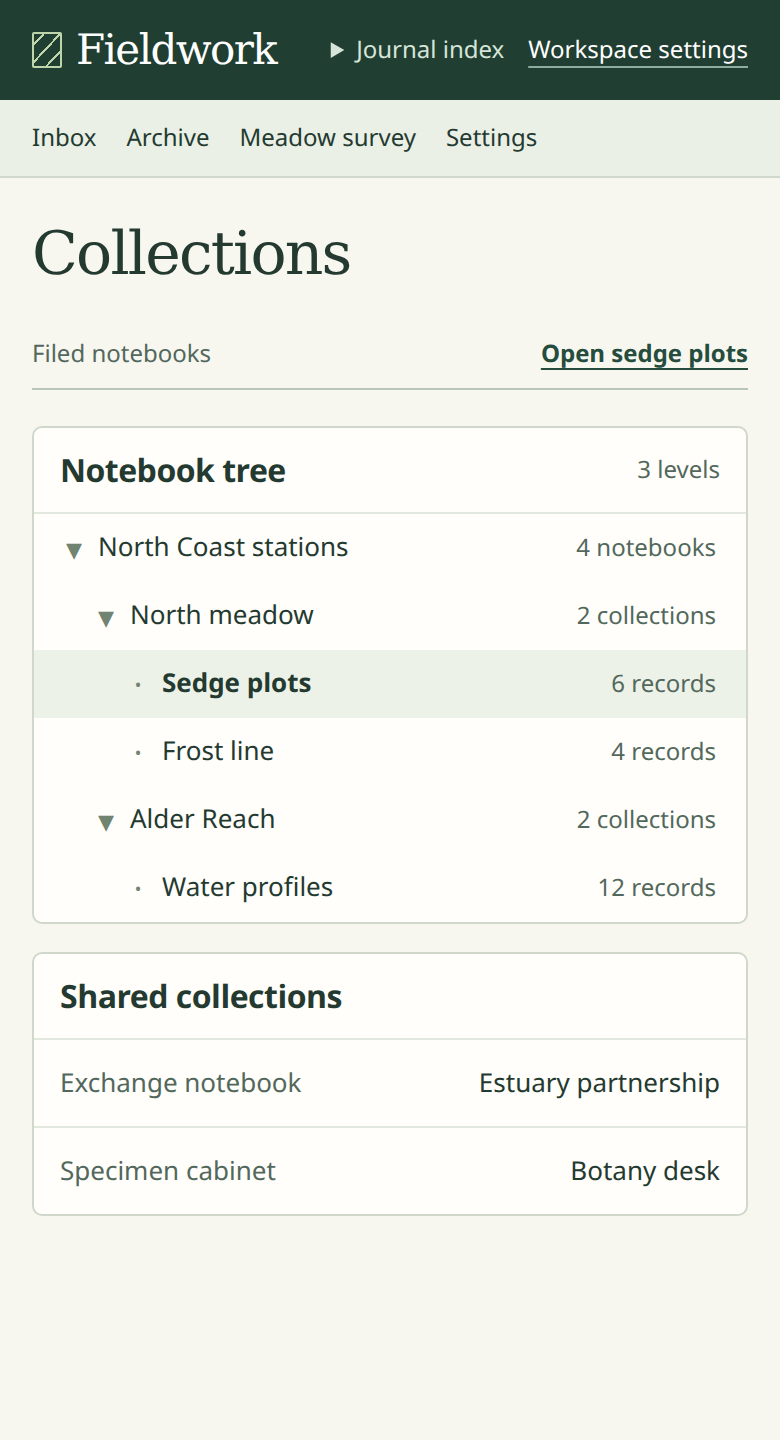 Fieldwork ▶ Journal index Workspace settings
Inbox Archive Meadow survey Settings
Collections
Filed notebooks Open sedge plots
Notebook tree 3 levels
▼ North Coast stations 4 notebooks
▼ North meadow 2 collections
• Sedge plots 6 records
• Frost line 4 records
▼ Alder Reach 2 collections
• Water profiles 12 records
Shared collections
Exchange notebook Estuary partnership
Specimen cabinet Botany desk